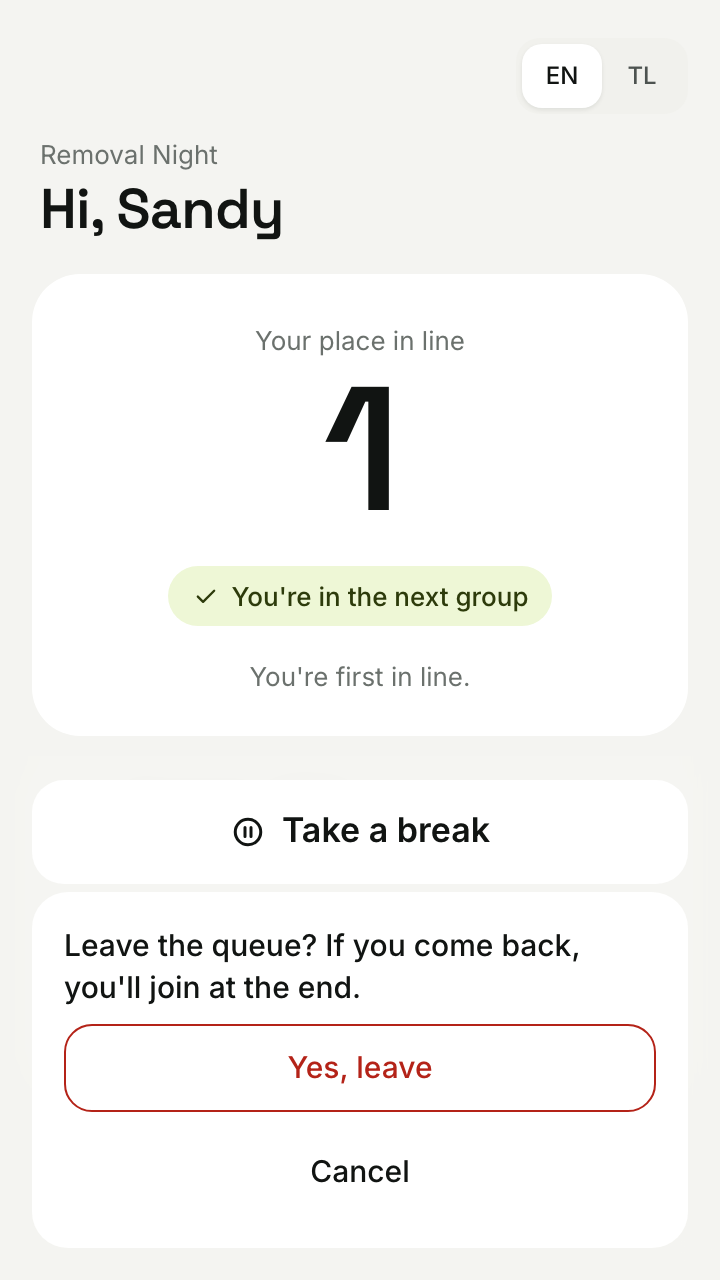 EN TL
Removal Night
Hi, Sandy
Your place in line
1
You're in the next group
You're first in line.
Take a break
Leave the queue? If you come back,
you'll join at the end.
Yes, leave
Cancel